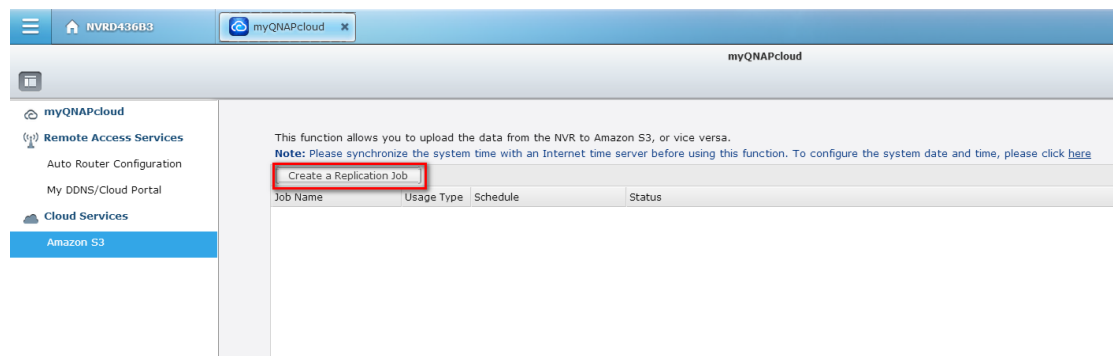 NVRD436B3
myQNAPcloud
myQNAPcloud
myQNAPcloud
Remote Access Services
Auto Router Configuration
My DDNS/Cloud Portal
Cloud Services
Amazon S3
This function allows you to upload the data from the NVR to Amazon S3, or vice versa.
Note: Please synchronize the system time with an Internet time server before using this function. To configure the system date and time, please click here
Create a Replication Job
Job Name Usage Type Schedule Status